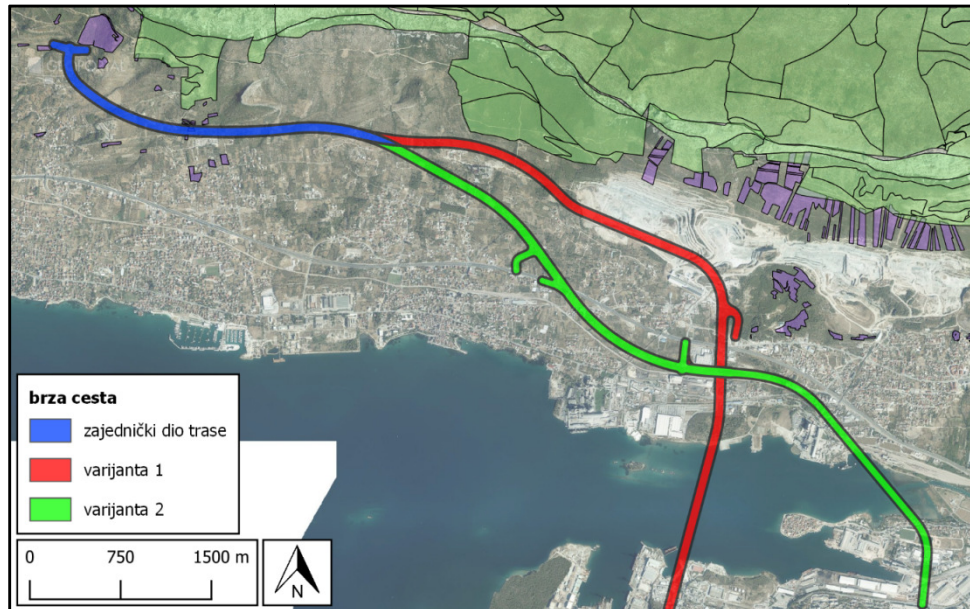 brza cesta
zajednički dio trase
varijanta 1
varijanta 2
0 750 1500 m
N